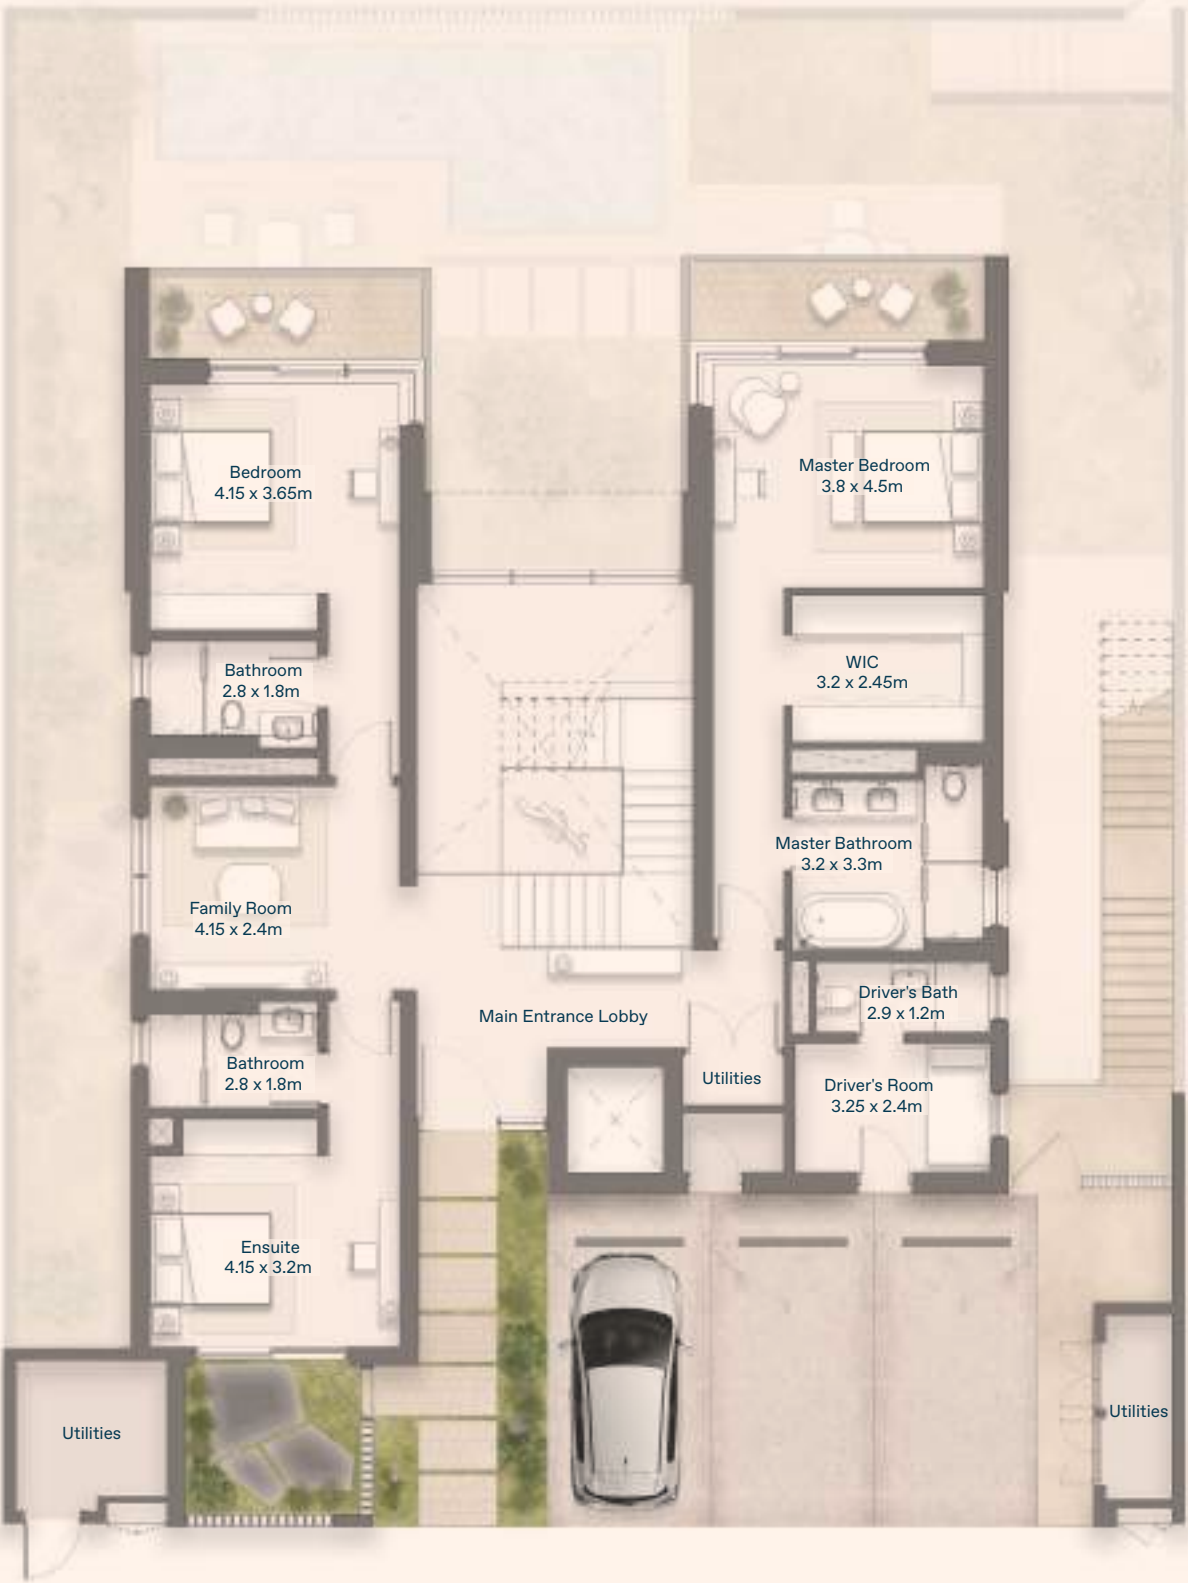 Bedroom
4.15 x 3.65m
Master Bedroom
3.8 x 4.5m
Bathroom
2.8 x 1.8m
WIC
3.2 x 2.45m
Master Bathroom
3.2 x 3.3m
Family Room
4.15 x 2.4m
Driver's Bath
2.9 x 1.2m
Main Entrance Lobby
Bathroom
2.8 x 1.8m
Utilities
Driver's Room
3.25 x 2.4m
Ensuite
4.15 x 3.2m
Utilities
Utilities